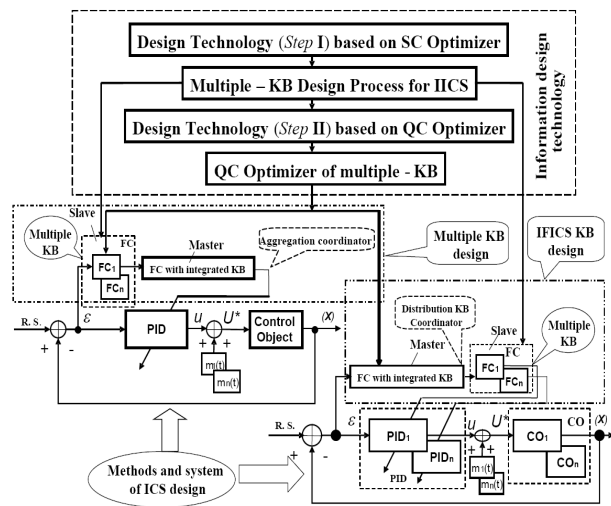 Design Technology (Step I) based on SC Optimizer
Multiple – KB Design Process for IICS
Design Technology (Step II) based on QC Optimizer
QC Optimizer of multiple - KB
Information design
technology
Slave
Multiple
KB
FC
FC1
FCn
Master
FC with integrated KB
Aggregation coordinator
Multiple KB
design
IFICS KB
design
R. S.
+
-
ε
PID
u
U*
+
+
m1(t)
mn(t)
Control
Object
(X)
Distribution KB
Coordinator
Master
FC with integrated KB
Slave
FC
FC1
FCn
Multiple
KB
Methods and system
of ICS design
R.S.
+
-
ε
PID1
PIDn
PID
u
U*
+
+
m1(t)
mn(t)
CO1
CO
COn
(X)